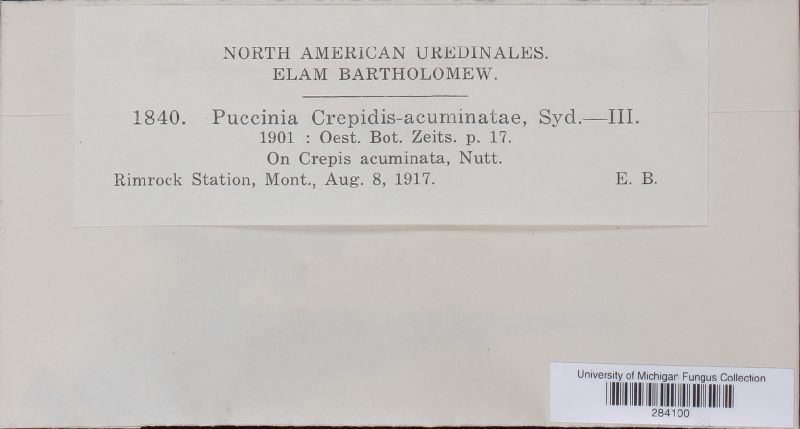 NORTH AMERICAN UREDINALES.
ELAM BARTHOLOMEW.
1840. Puccinia Crepidis-acuminatae, Syd.—III.
1901 : Oest. Bot. Zeits. p. 17.
On Crepis acuminata, Nutt.
Rimrock Station, Mont., Aug. 8, 1917. E. B.
University of Michigan Fungus Collection
284100